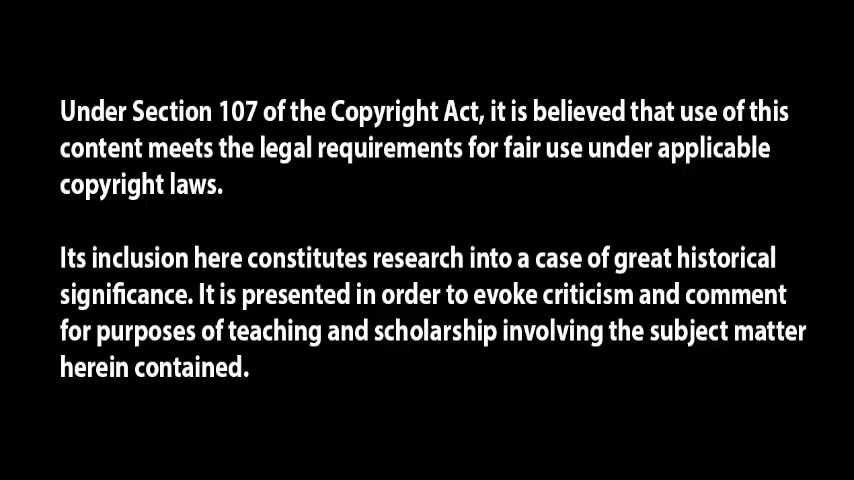 Under Section 107 of the Copyright Act, it is believed that use of this
content meets the legal requirements for fair use under applicable
copyright laws.
Its inclusion here constitutes research into a case of great historical
significance. It is presented in order to evoke criticism and comment
for purposes of teaching and scholarship involving the subject matter
herein contained.